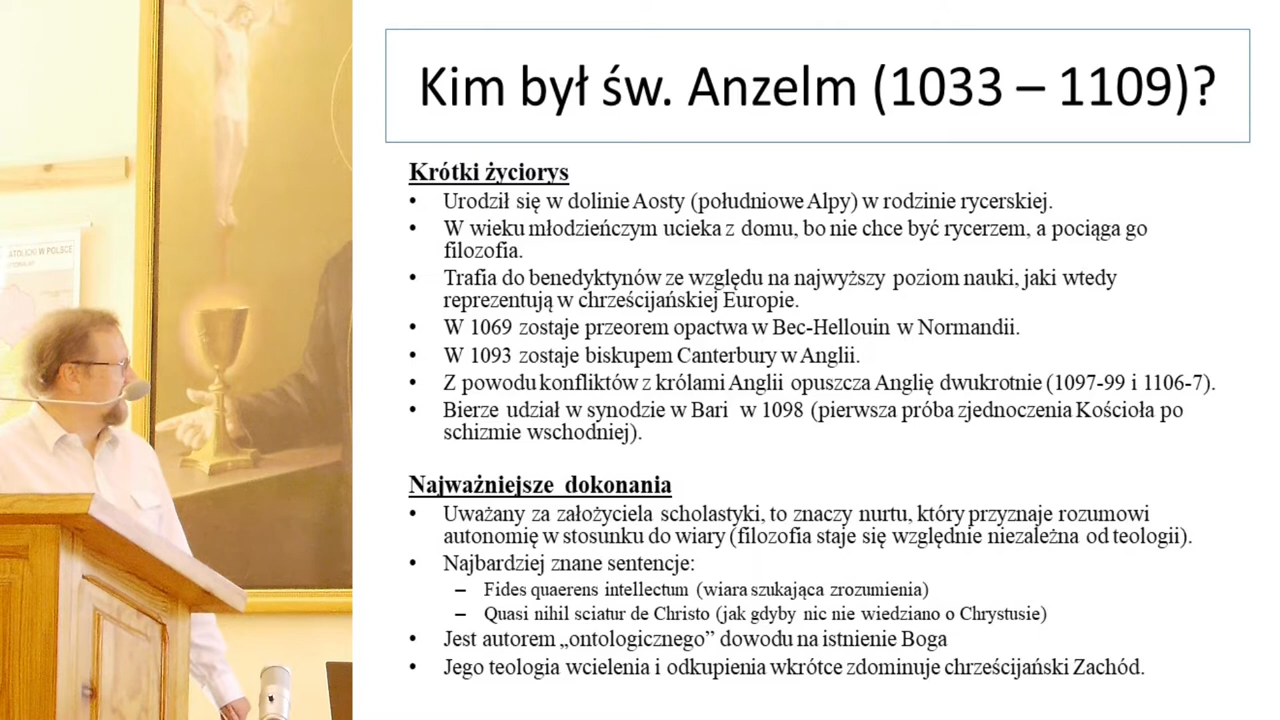 Kim był św. Anzelm (1033 – 1109)?
Krótki życiorys
• Urodził się w dolinie Aosty (południowe Alpy) w rodzinie rycerskiej.
• W wieku młodzieńczym ucieka z domu, bo nie chce być rycerzem, a pociąga go
filozofia.
• Trafia do benedyktynów ze względu na najwyższy poziom nauki, jaki wtedy
reprezentują w chrześcijańskiej Europie.
• W 1069 zostaje przeorem opactwa w Bec-Hellouin w Normandii.
• W 1093 zostaje biskupem Canterbury w Anglii.
• Z powodu konfliktów z królami Anglii opuszcza Anglię dwukrotnie (1097-99 i 1106-7).
• Bierze udział w synodzie w Bari w 1098 (pierwsza próba zjednoczenia Kościoła po
schizmie wschodniej).
Najważniejsze dokonania
• Uważany za założyciela scholastyki, to znaczy nurtu, który przyznaje rozumowi
autonomię w stosunku do wiary (filozofia staje się względnie niezależna od teologii).
• Najbardziej znane sentencje:
– Fides quaerens intellectum (wiara szukająca zrozumienia)
– Quasi nihil sciatur de Christo (jak gdyby nic nie wiedziano o Chrystusie)
• Jest autorem „ontologicznego” dowodu na istnienie Boga
• Jego teologia wcielenia i odkupienia wkrótce zdominuje chrześcijański Zachód.
W POLSCE